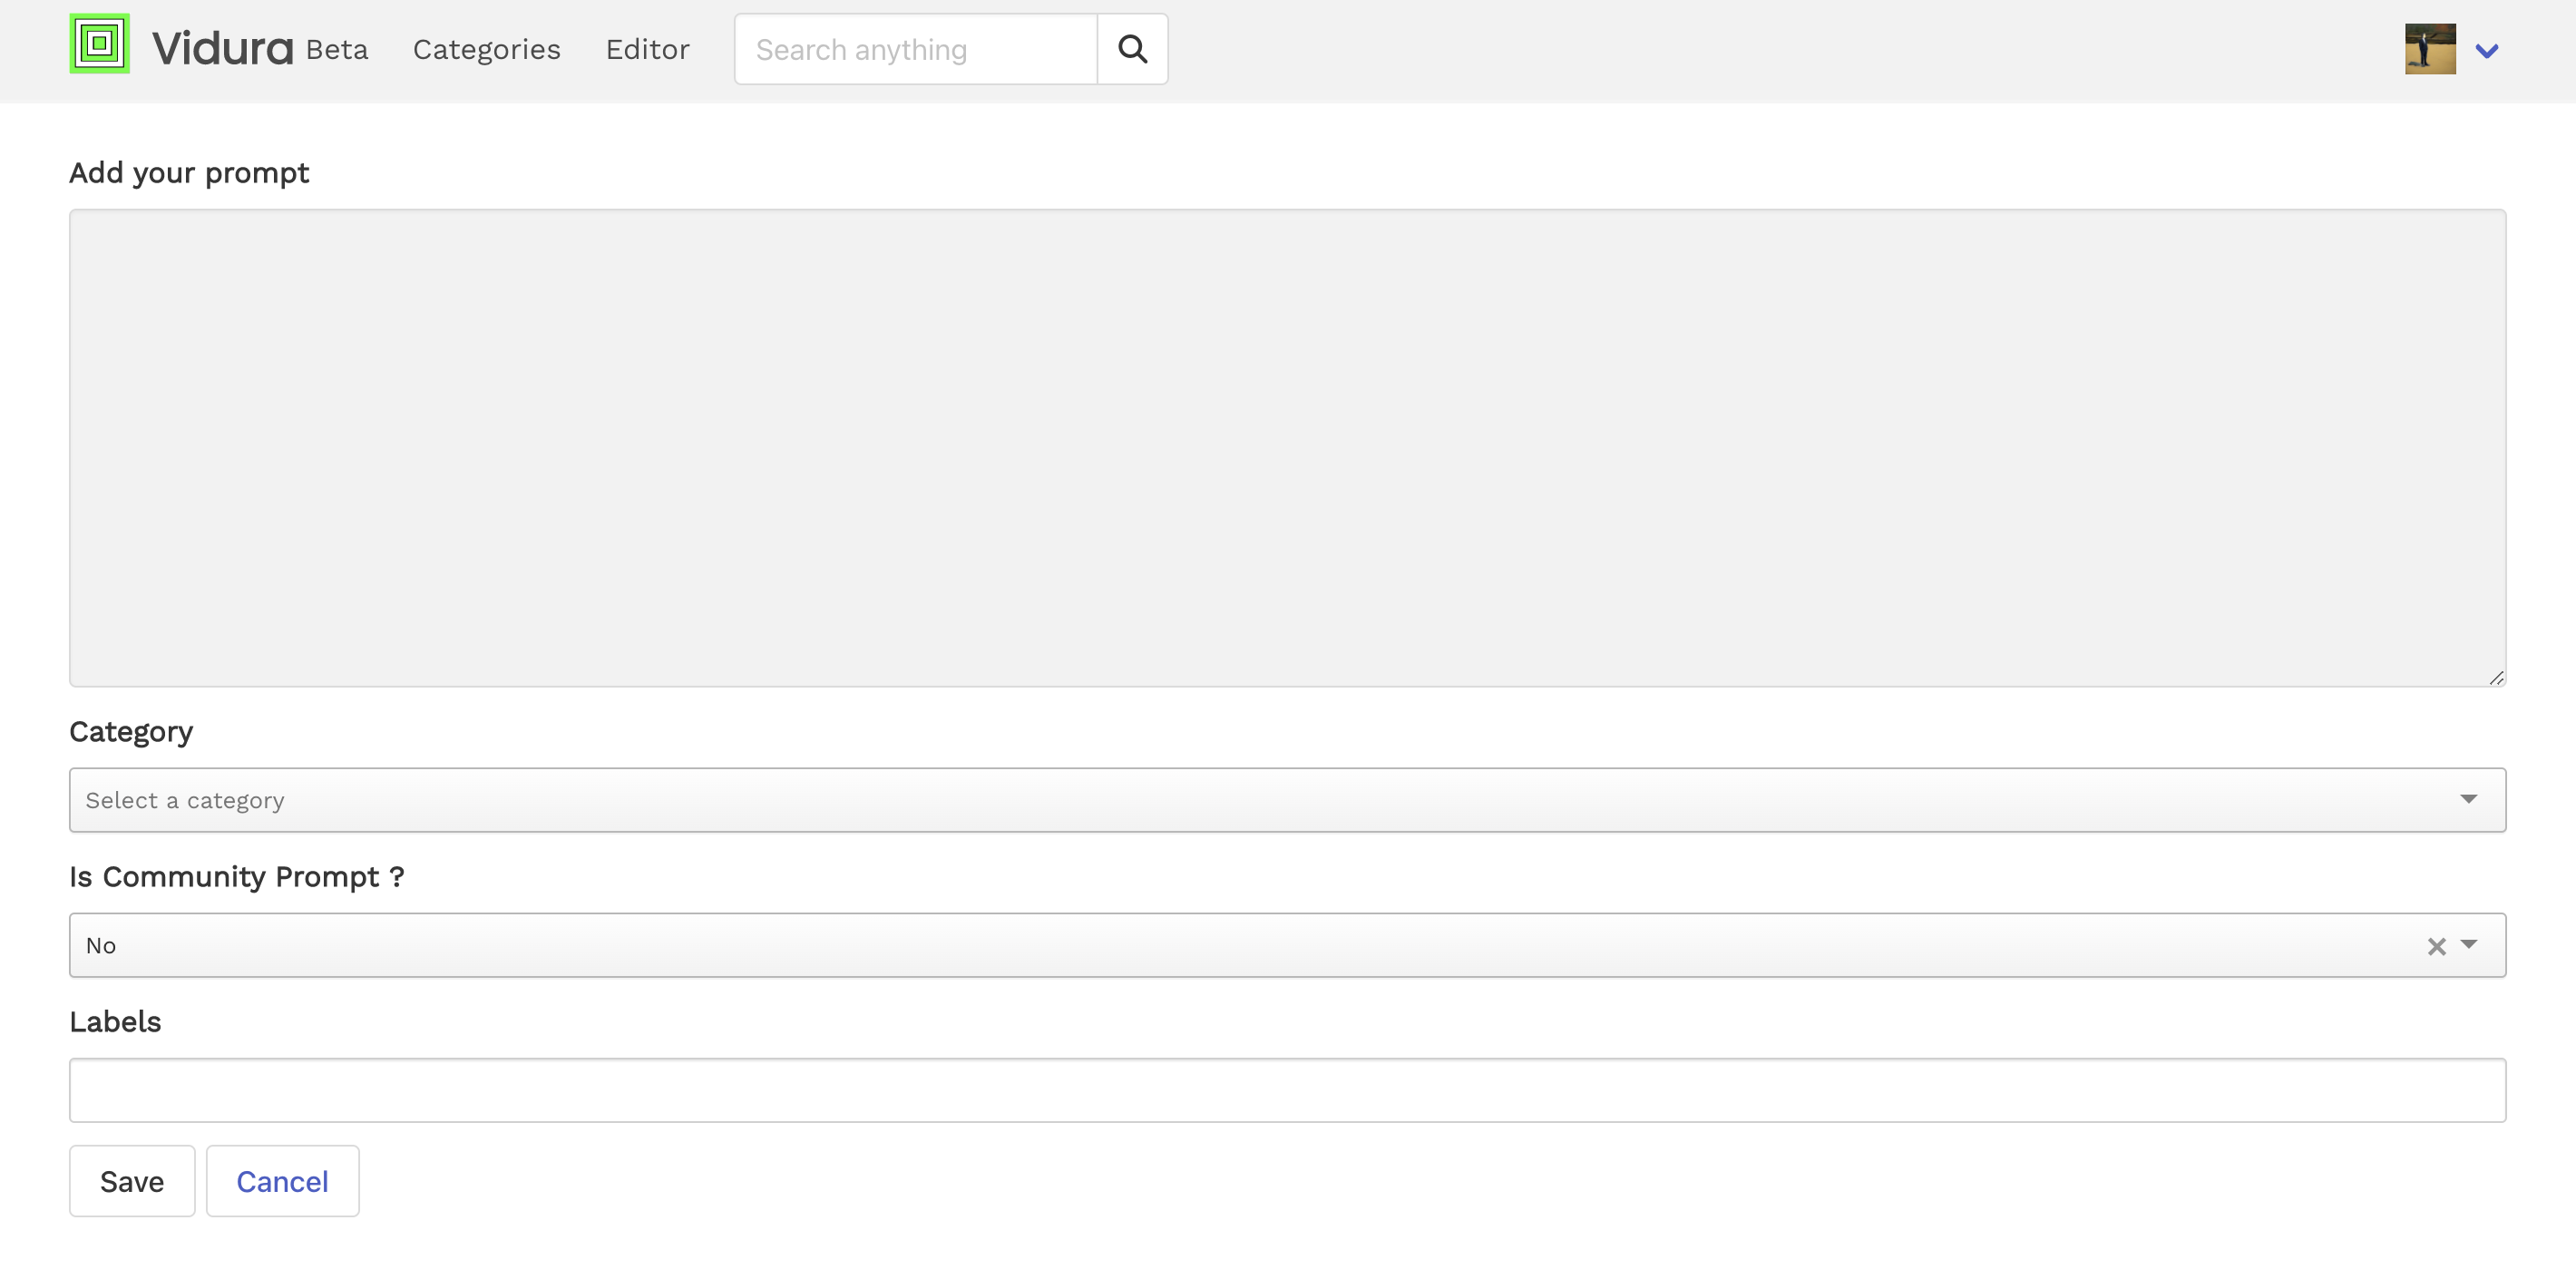 Vidura Beta Categories Editor Search anything
Add your prompt
Category
Select a category
Is Community Prompt ?
No
Labels
Save Cancel